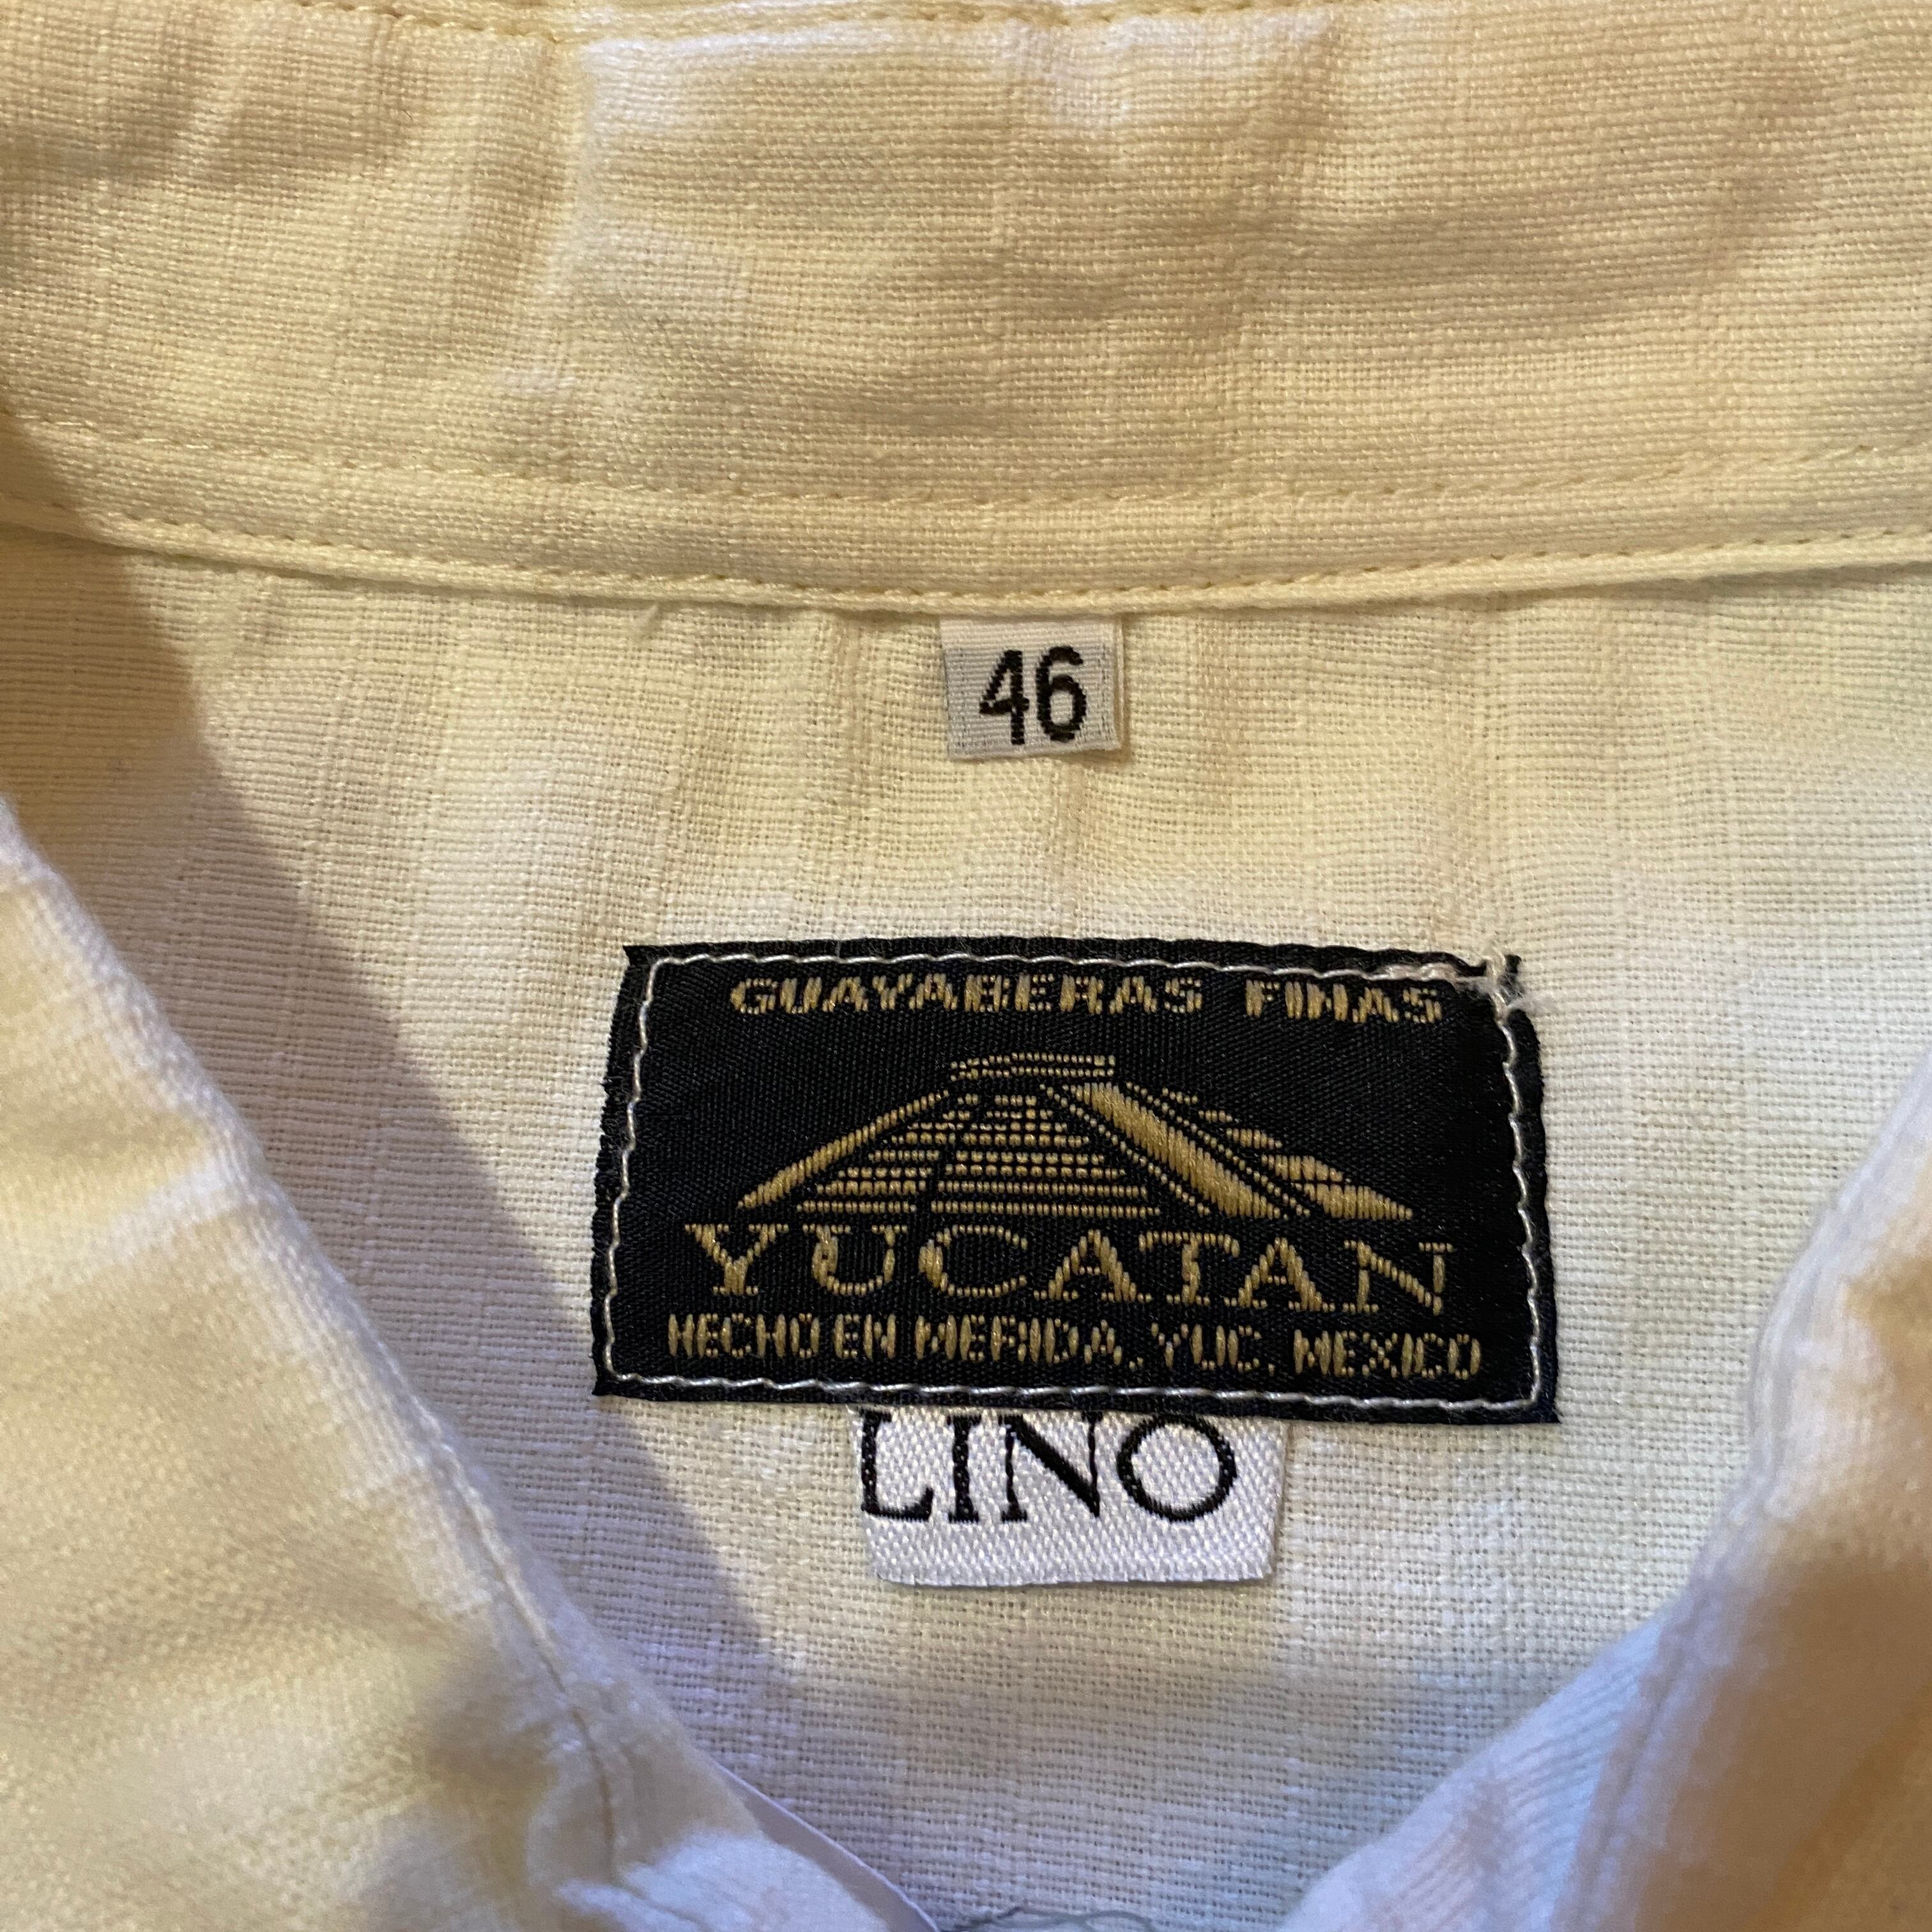 46
GUAYABERAS FINAS
YUCATAN
HECHO EN MERIDA, YUC, MEXICO
LINO